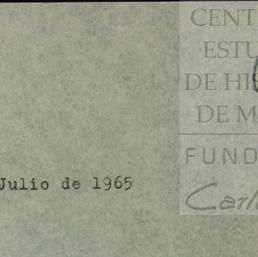 CENT
ESTU
DE HI
DE M
FUND
Carl
Julio de 1965